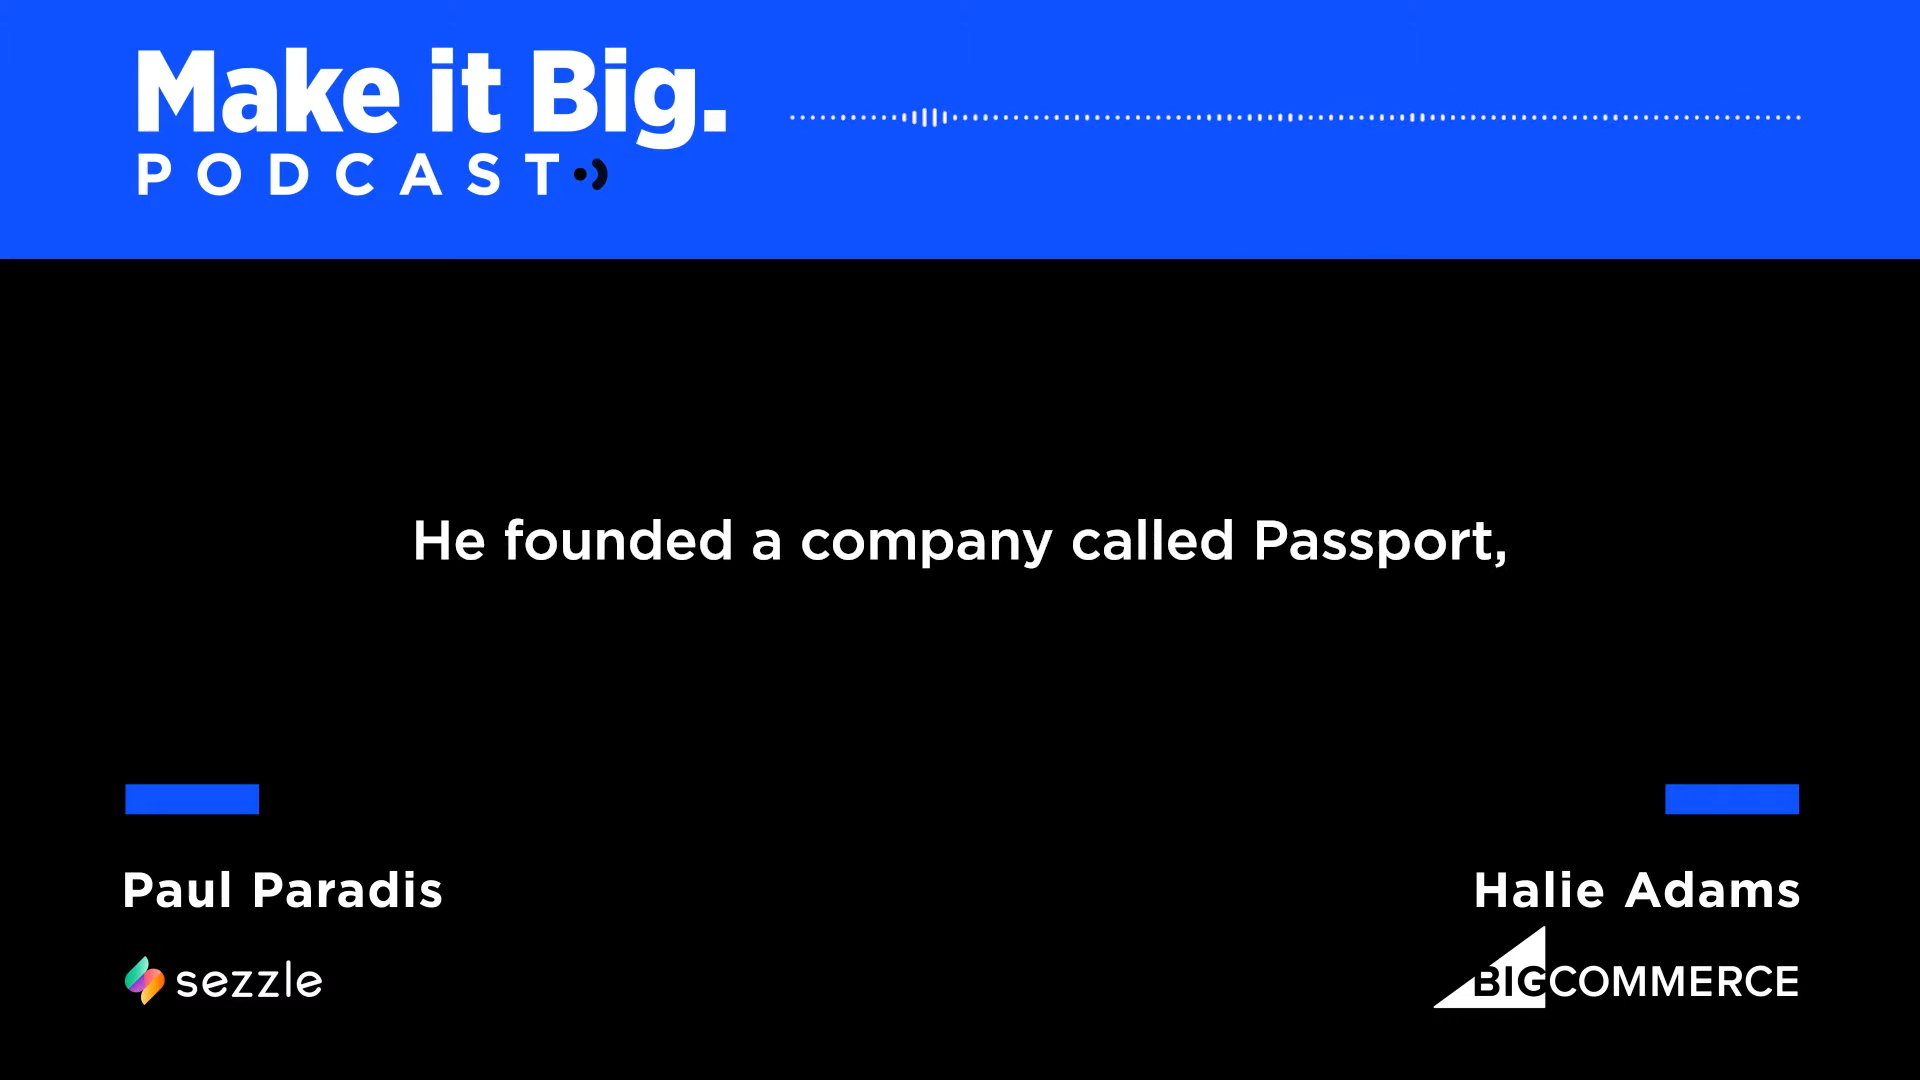 Make it Big.
PODCAST
He founded a company called Passport,
Paul Paradis
Halie Adams
sezzle
BIGCOMMERCE